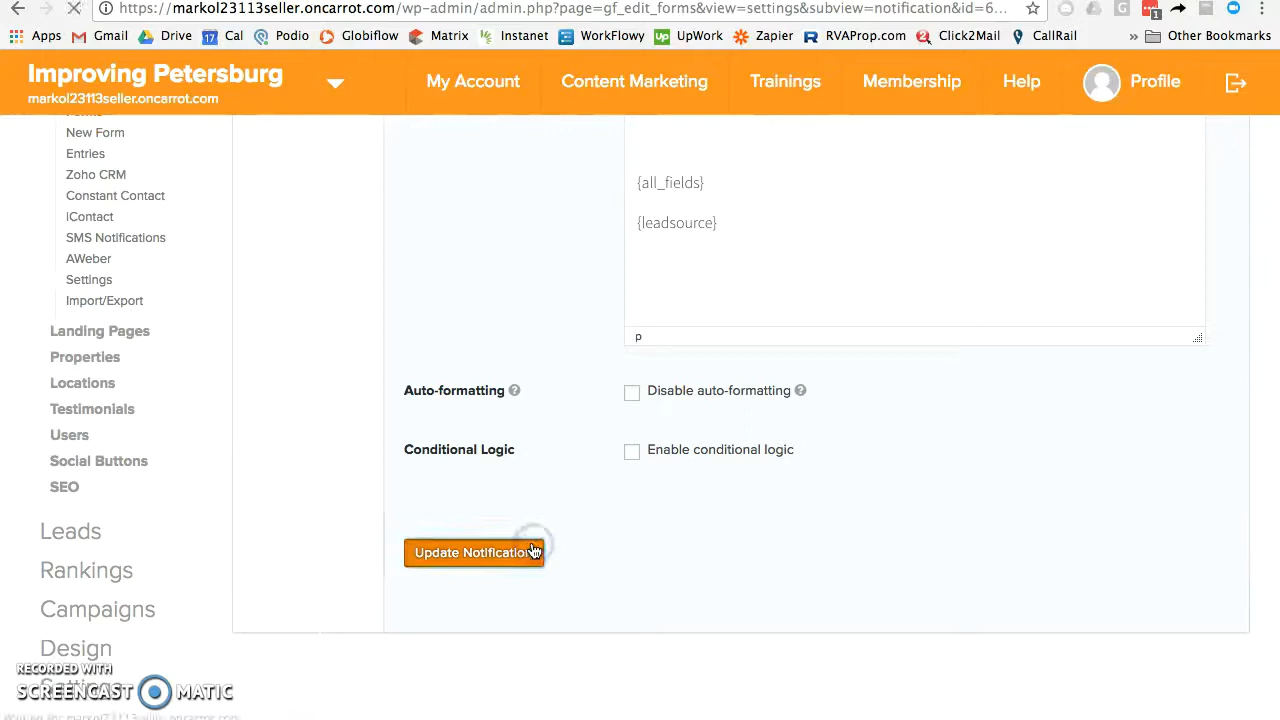 https://markol23113seller.oncarrot.com/wp-admin/admin.php?page=gf_edit_forms&view=settings&subview=notification&id=6...
Apps Gmail Drive 17 Cal Podio Globiflow Matrix Instanet WorkFlowy Up UpWork Zapier RVAProp.com Click2Mail CallRail » Other Bookmarks
Improving Petersburg
markol23113seller.oncarrot.com
My Account Content Marketing Trainings Membership Help Profile
New Form
Entries
Zoho CRM
Constant Contact
iContact
SMS Notifications
AWeber
Settings
Import/Export
Landing Pages
Properties
Locations
Testimonials
Users
Social Buttons
SEO
Leads
Rankings
Campaigns
Design
{all_fields}
{leadsource}
p
Auto-formatting ? Disable auto-formatting ?
Conditional Logic Enable conditional logic
Update Notification
RECORDED WITH
SCREENCAST MATIC